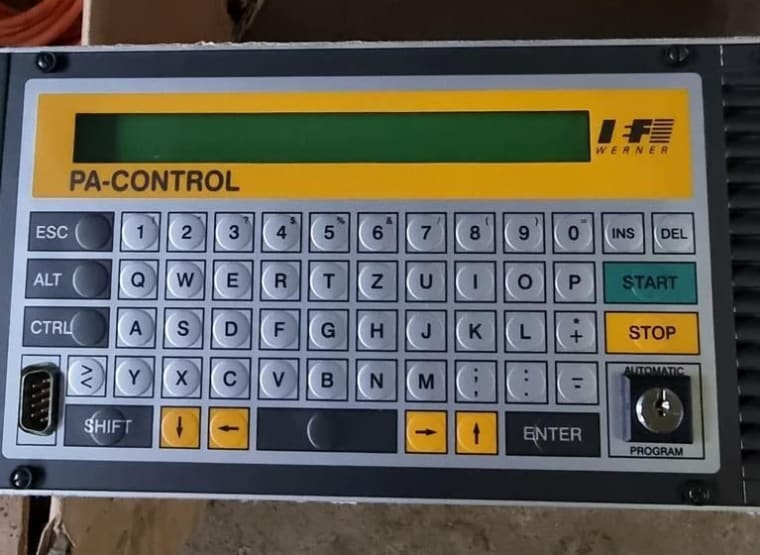 IEF
WERNER
PA-CONTROL
ESC 1 2 3 ? 4 $ 5 % 6 & 7 / 8 ( 9 ) 0 = INS DEL
ALT Q W E R T Z U I O P START
CTRL A S D F G H J K L * + STOP
> < Y X C V B N M ; , : . - AUTOMATIC
SHIFT ↓ ← → ↑ ENTER
PROGRAM